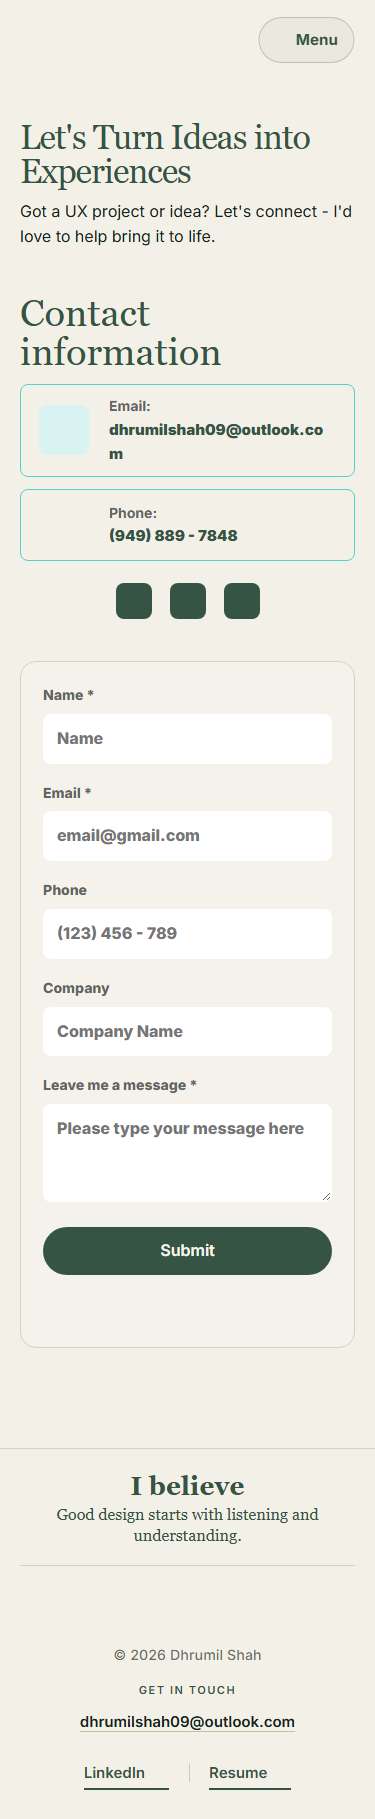 Menu
Let's Turn Ideas into
Experiences
Got a UX project or idea? Let's connect - I'd
love to help bring it to life.
Contact
information
Email:
dhrumilshah09@outlook.co
m
Phone:
(949) 889 - 7848
Name *
Name
Email *
email@gmail.com
Phone
(123) 456 - 789
Company
Company Name
Leave me a message *
Please type your message here
Submit
I believe
Good design starts with listening and
understanding.
© 2026 Dhrumil Shah
GET IN TOUCH
dhrumilshah09@outlook.com
LinkedIn
Resume